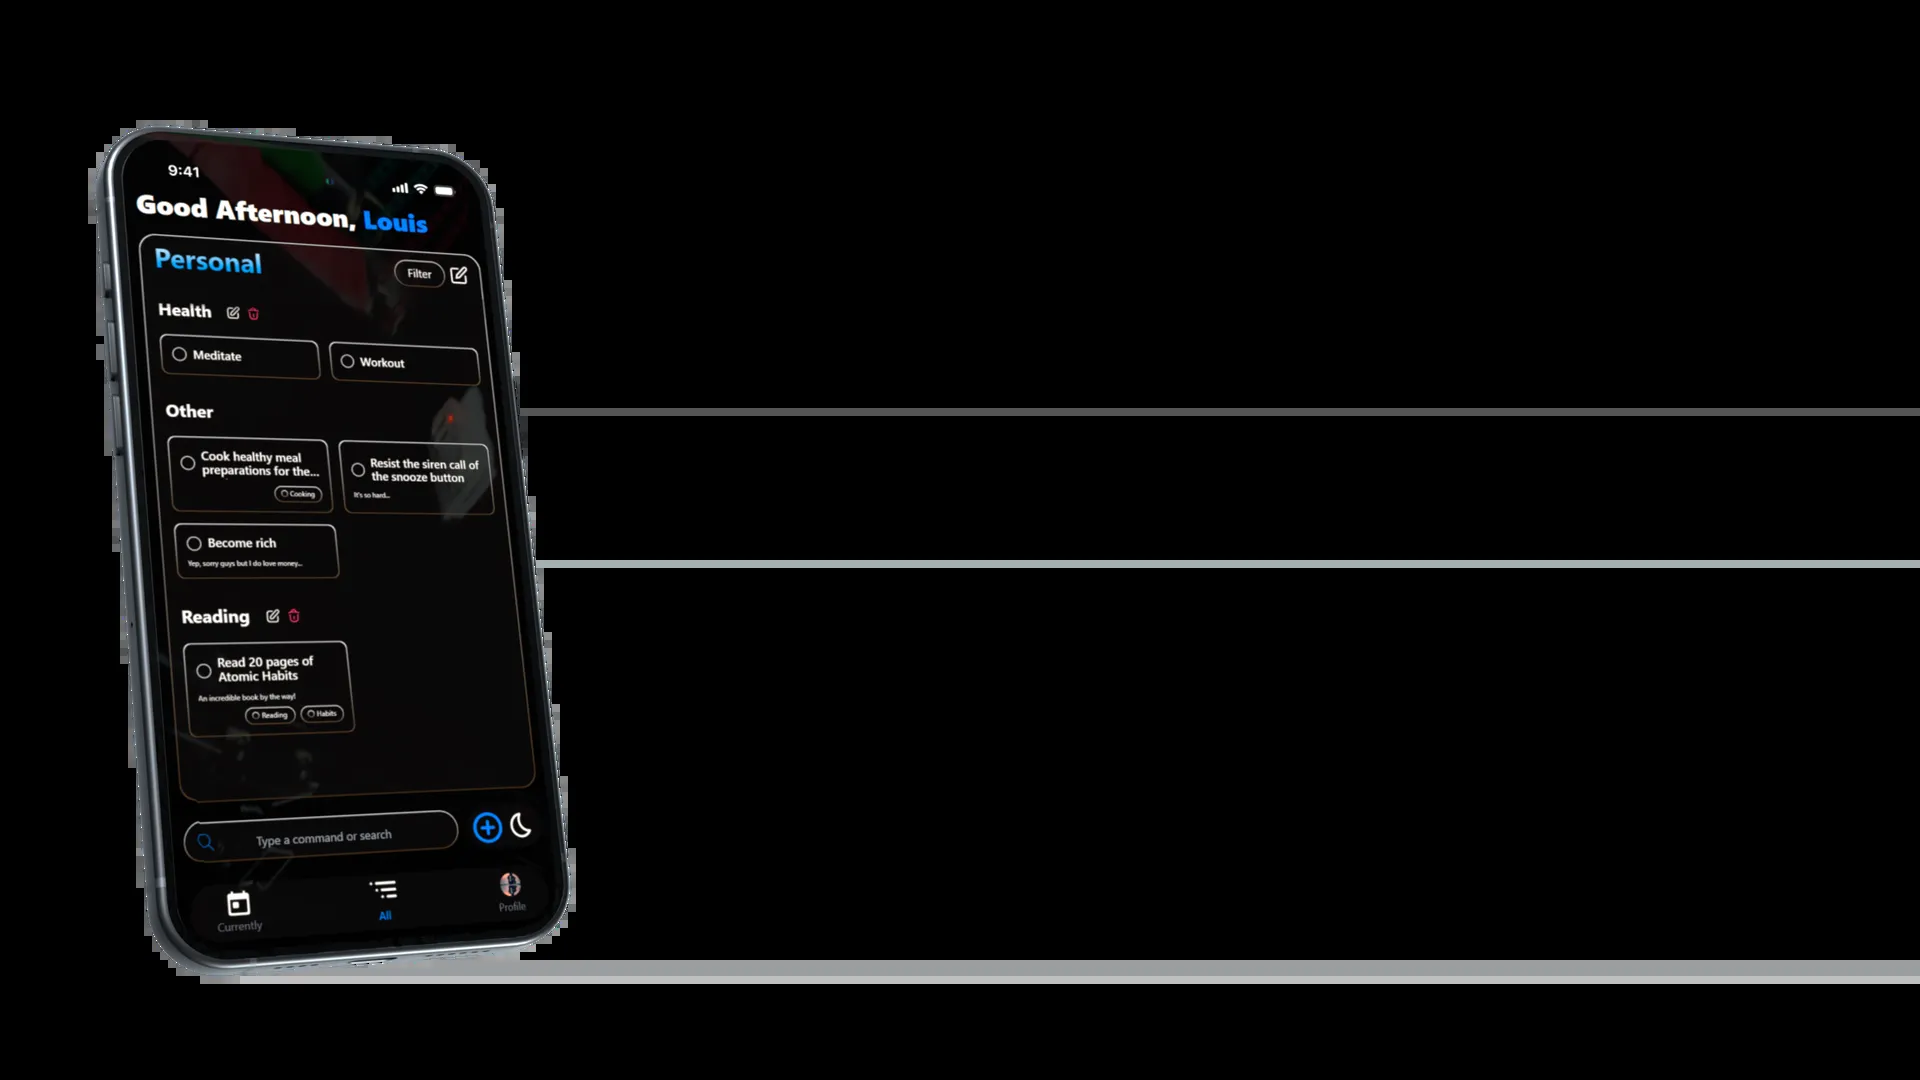 9:41
Good Afternoon, Louis
Personal
Filter
Health
Meditate
Workout
Other
Cook healthy meal
preparations for the...
Cooking
Resist the siren call of
the snooze button
It's so hard...
Become rich
Yep, sorry guys but I do love money...
Reading
Read 20 pages of
Atomic Habits
An incredible book by the way!
Reading
Habits
Type a command or search
Currently
All
Profile